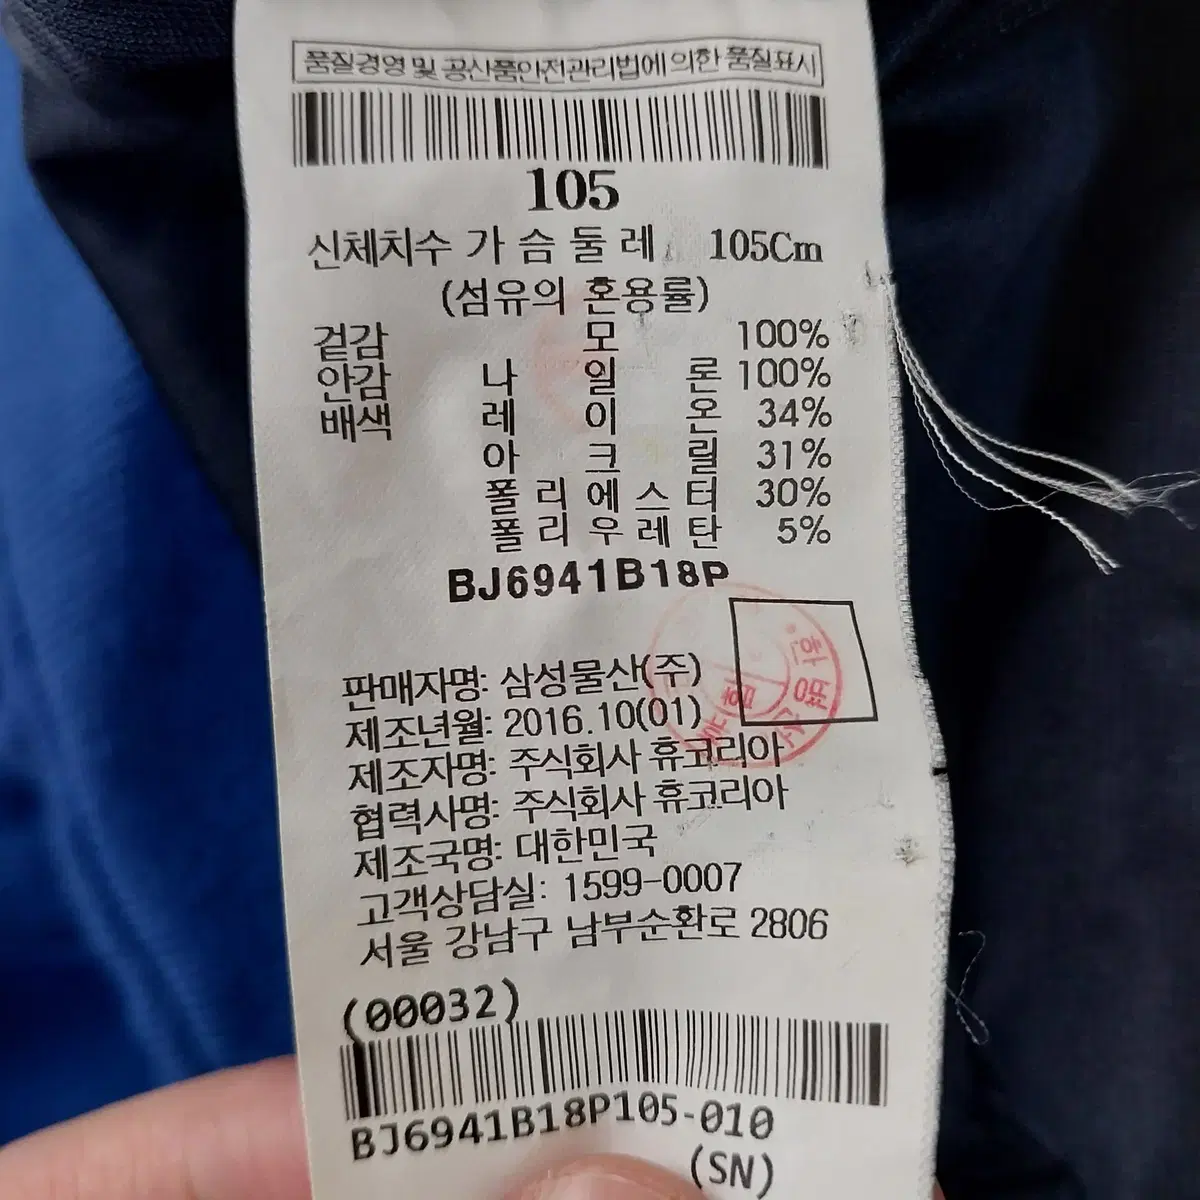 품질경영 및 공산품안전관리법에 의한 품질표시
105
신체치수 가 슴 둘 레 105Cm
(섬유의 혼용률)
겉감 모 100%
안감 나 일 론 100%
배색 레 이 온 34%
아 크 릴 31%
폴 리 에 스 터 30%
폴 리 우 레 탄 5%
BJ6941B18P
판매자명: 삼성물산(주)
제조년월: 2016.10(01)
제조자명: 주식회사 휴코리아
협력사명: 주식회사 휴코리아
제조국명: 대한민국
고객상담실: 1599-0007
서울 강남구 남부순환로 2806
(00032)
BJ6941B18P105-010
(SN)